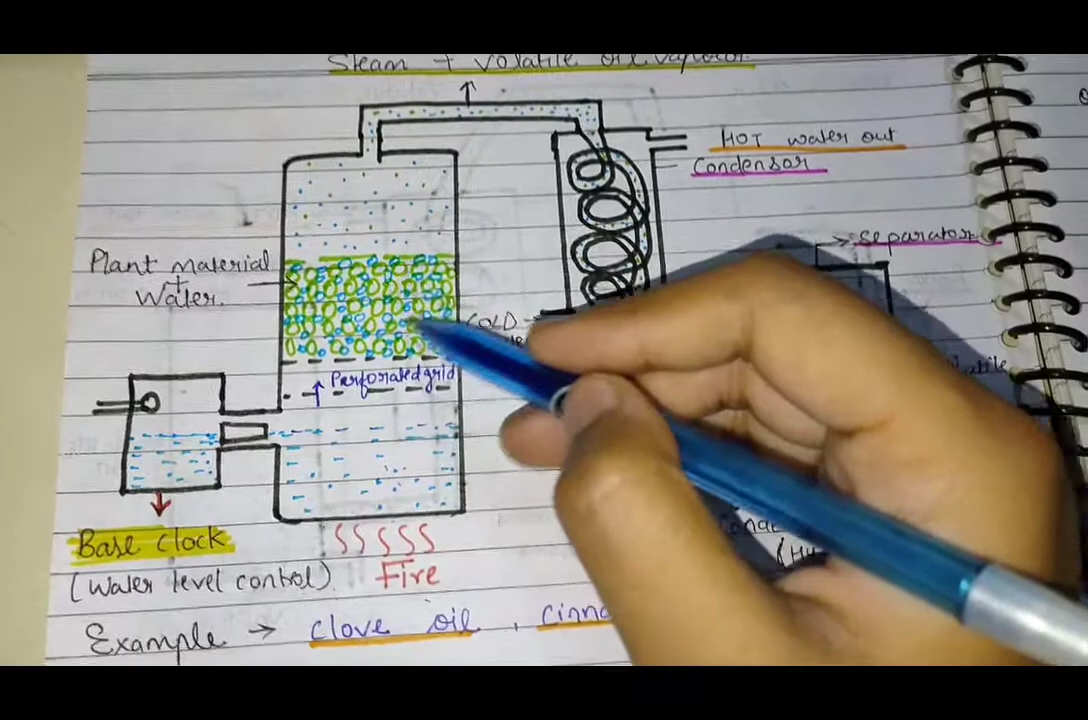 Steam + volatile oil vapour
HOT water out
Condensor
separator
Plant material
+
Water.
COLD
Perforated grid
Base clock
(Water level control).
Fire
Example → clove oil ,